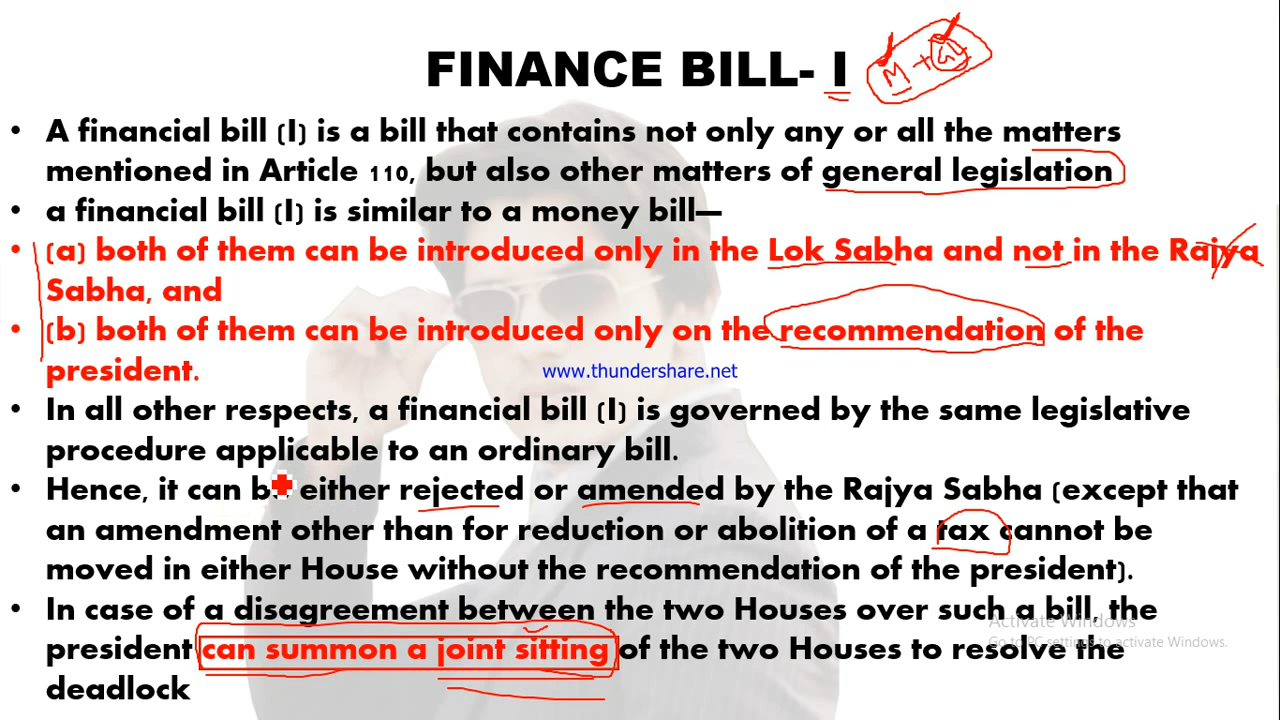 FINANCE BILL- I M + G
• A financial bill (I) is a bill that contains not only any or all the matters
mentioned in Article 110, but also other matters of general legislation
• a financial bill (I) is similar to a money bill—
• (a) both of them can be introduced only in the Lok Sabha and not in the Rajya
Sabha, and
• (b) both of them can be introduced only on the recommendation of the
president.
www.thundershare.net
• In all other respects, a financial bill (I) is governed by the same legislative
procedure applicable to an ordinary bill.
• Hence, it can be either rejected or amended by the Rajya Sabha (except that
an amendment other than for reduction or abolition of a tax cannot be
moved in either House without the recommendation of the president).
• In case of a disagreement between the two Houses over such a bill, the
president can summon a joint sitting of the two Houses to resolve the
deadlock
Activate Windows
Go to PC settings to activate Windows.